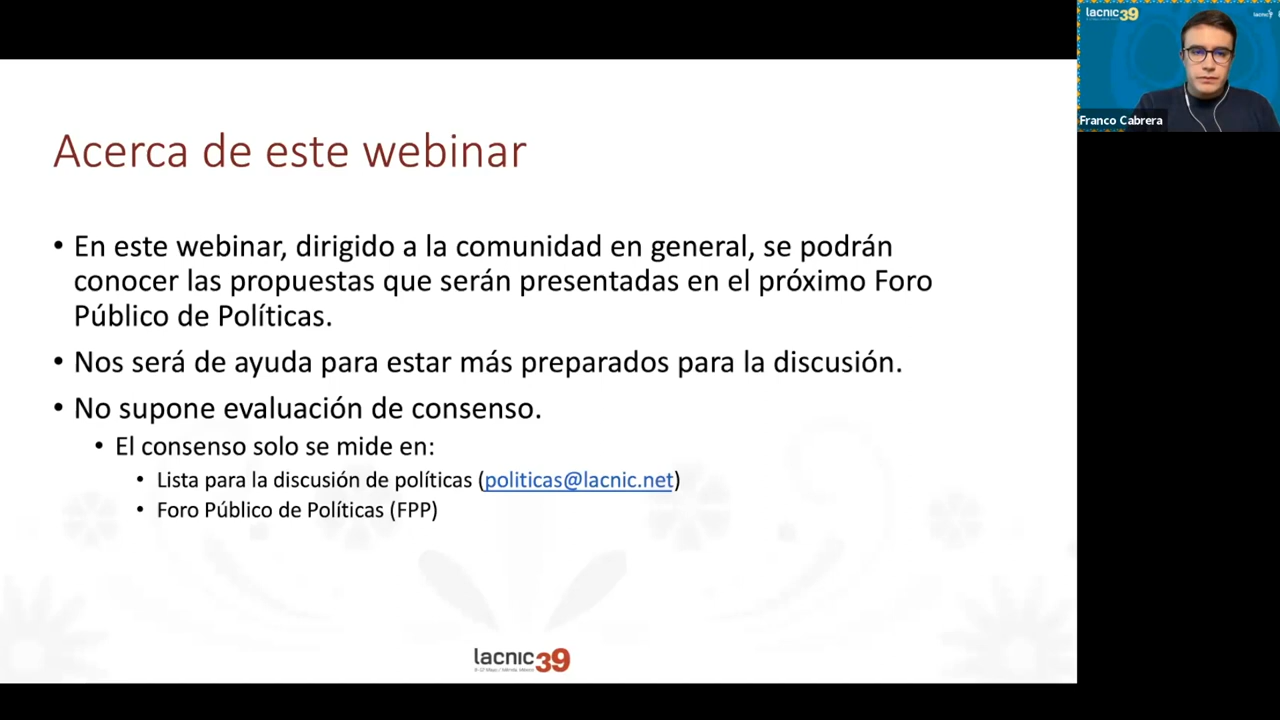 Acerca de este webinar
• En este webinar, dirigido a la comunidad en general, se podrán
conocer las propuestas que serán presentadas en el próximo Foro
Público de Políticas.
• Nos será de ayuda para estar más preparados para la discusión.
• No supone evaluación de consenso.
• El consenso solo se mide en:
• Lista para la discusión de políticas (politicas@lacnic.net)
• Foro Público de Políticas (FPP)
lacnic39
lacnic39
lacnic
Franco Cabrera